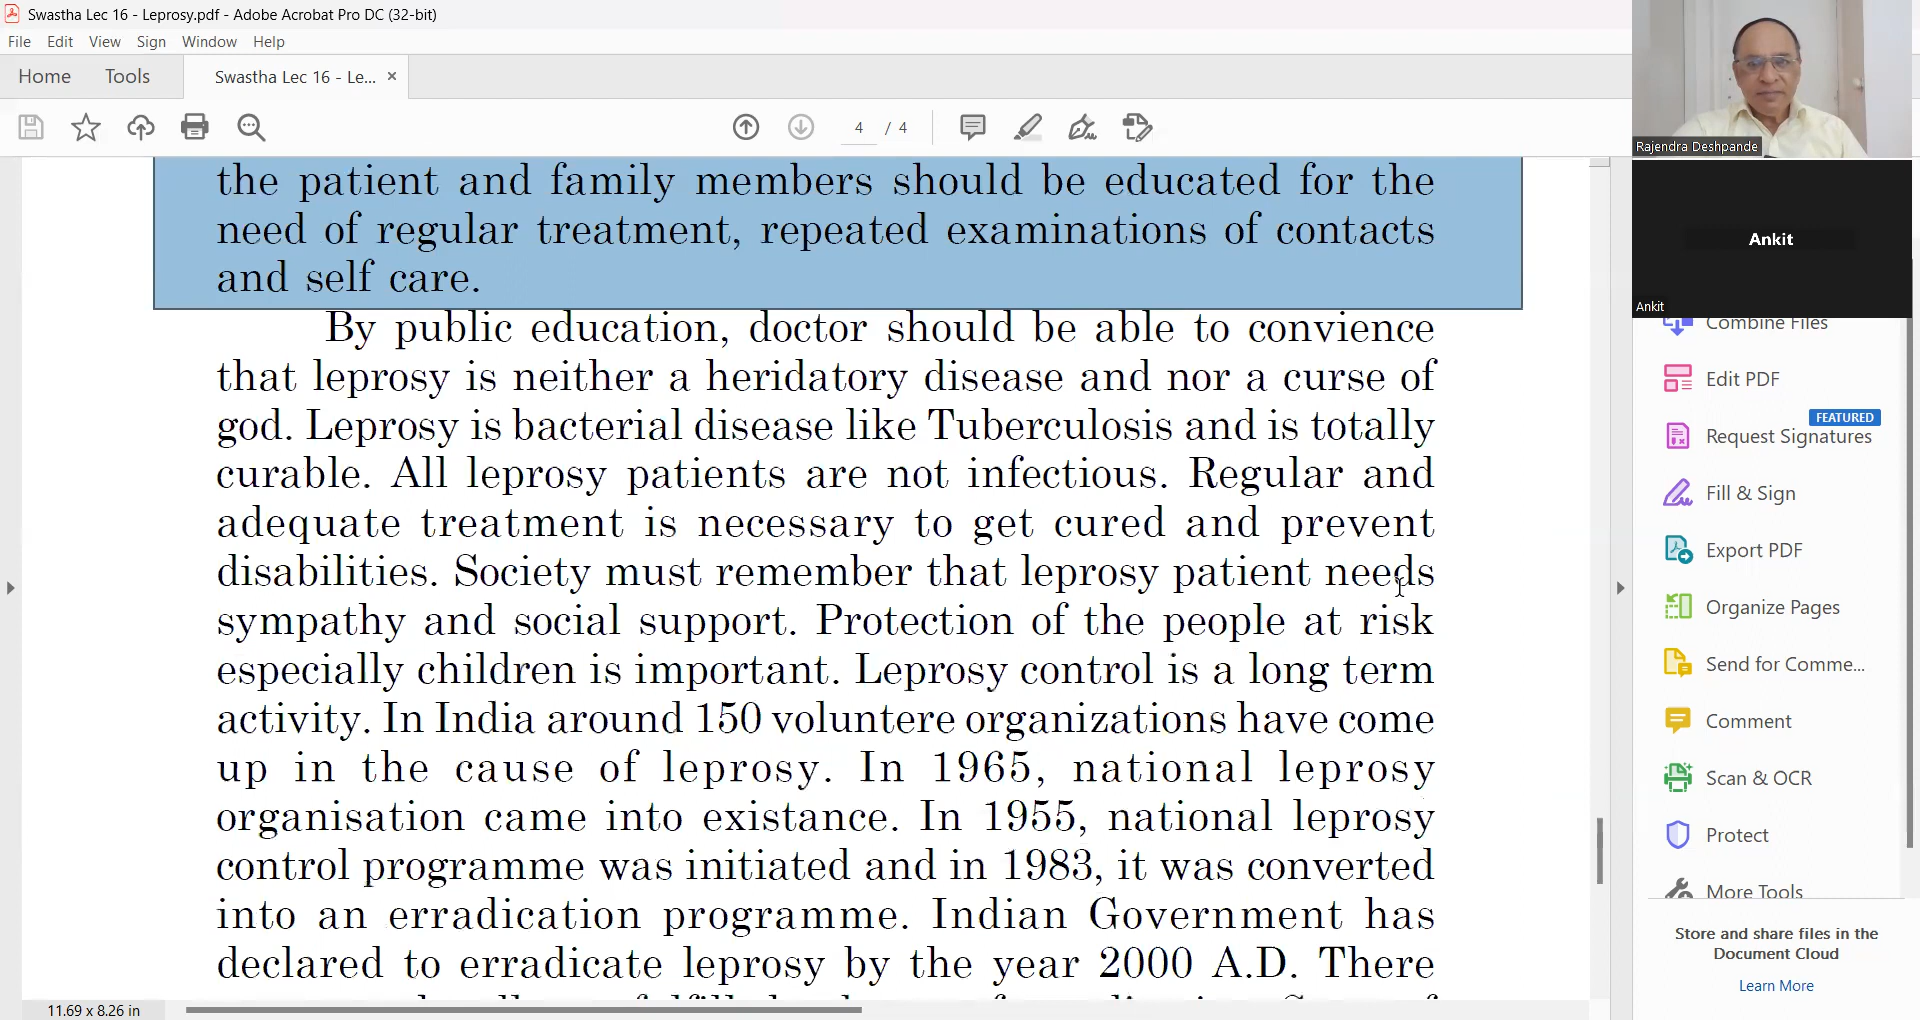 Swastha Lec 16 - Leprosy.pdf - Adobe Acrobat Pro DC (32-bit)
File Edit View Sign Window Help
Home Tools Swastha Lec 16 - Le... ×
4 / 4
the patient and family members should be educated for the
need of regular treatment, repeated examinations of contacts
and self care.
By public education, doctor should be able to convience
that leprosy is neither a heridatory disease and nor a curse of
god. Leprosy is bacterial disease like Tuberculosis and is totally
curable. All leprosy patients are not infectious. Regular and
adequate treatment is necessary to get cured and prevent
disabilities. Society must remember that leprosy patient needs
sympathy and social support. Protection of the people at risk
especially children is important. Leprosy control is a long term
activity. In India around 150 voluntere organizations have come
up in the cause of leprosy. In 1965, national leprosy
organisation came into existance. In 1955, national leprosy
control programme was initiated and in 1983, it was converted
into an erradication programme. Indian Government has
declared to erradicate leprosy by the year 2000 A.D. There
11.69 x 8.26 in
Rajendra Deshpande
Ankit
Ankit
Combine Files
Edit PDF
FEATURED
Request Signatures
Fill & Sign
Export PDF
Organize Pages
Send for Comme...
Comment
Scan & OCR
Protect
More Tools
Store and share files in the
Document Cloud
Learn More